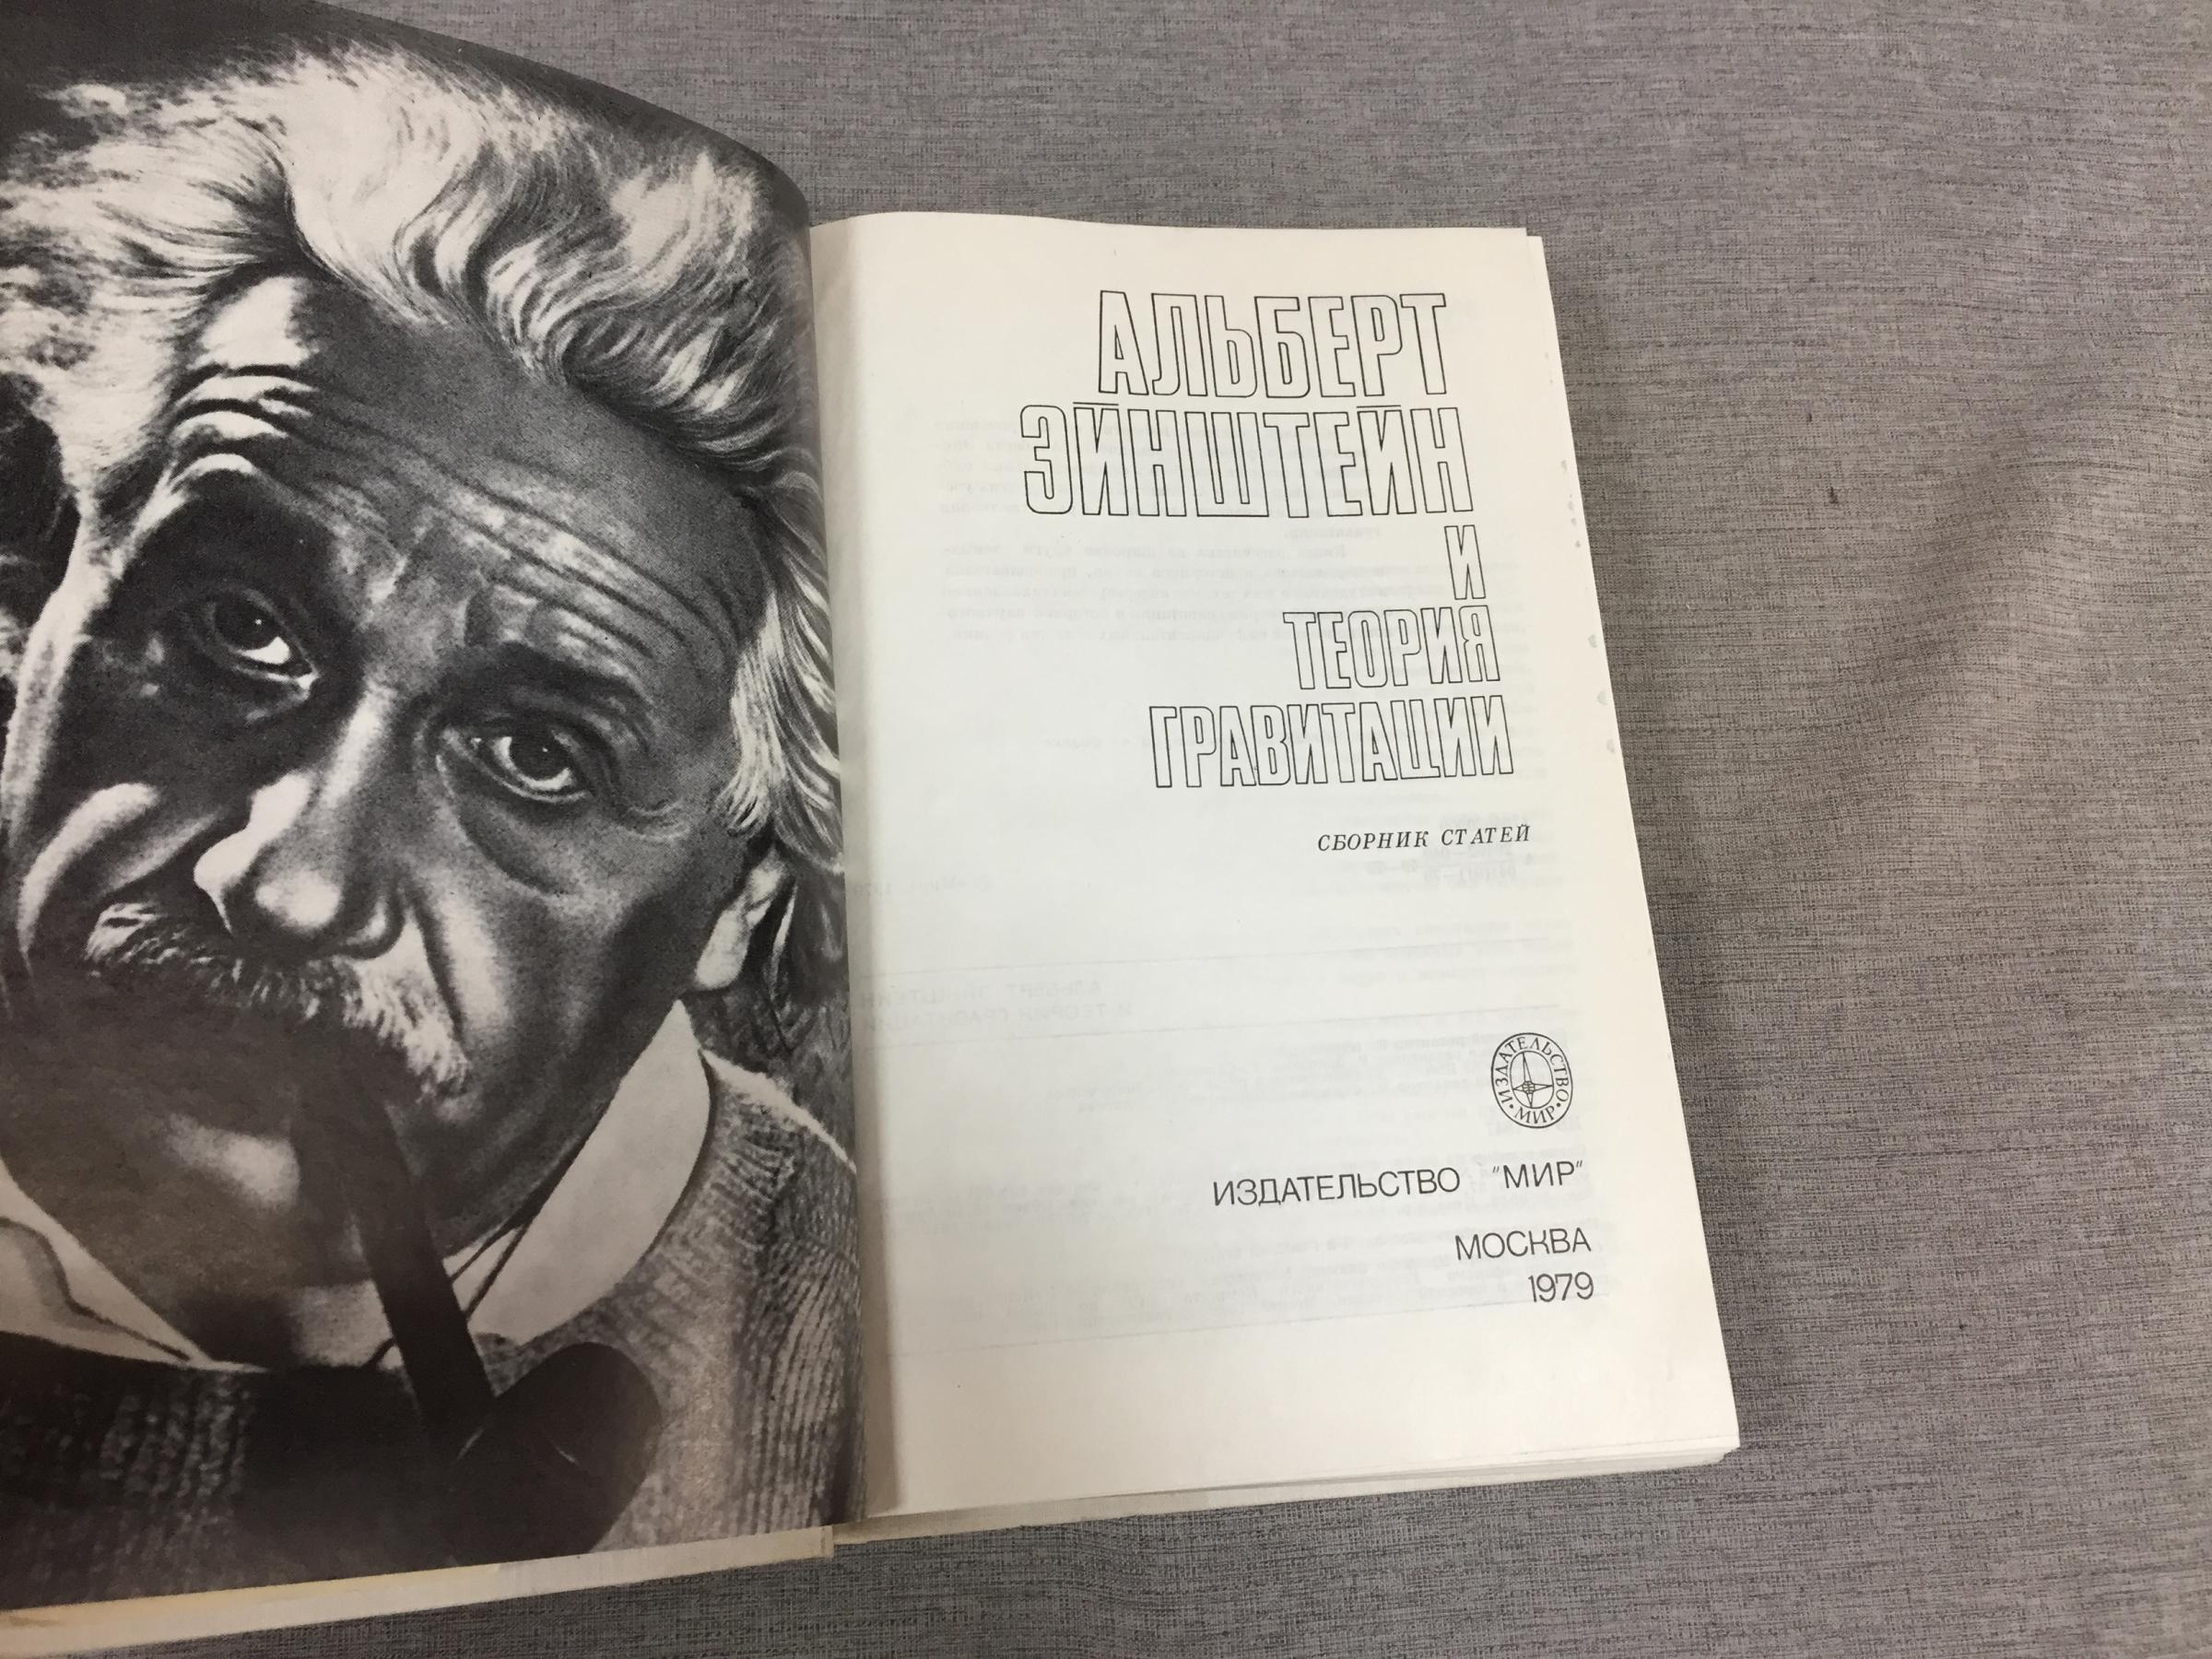 АЛЬБЕРТ
ЭЙНШТЕЙН
И
ТЕОРИЯ
ГРАВИТАЦИИ
СБОРНИК СТАТЕЙ
ИЗДАТЕЛЬСТВО • МИР •
ИЗДАТЕЛЬСТВО "МИР"
МОСКВА
1979